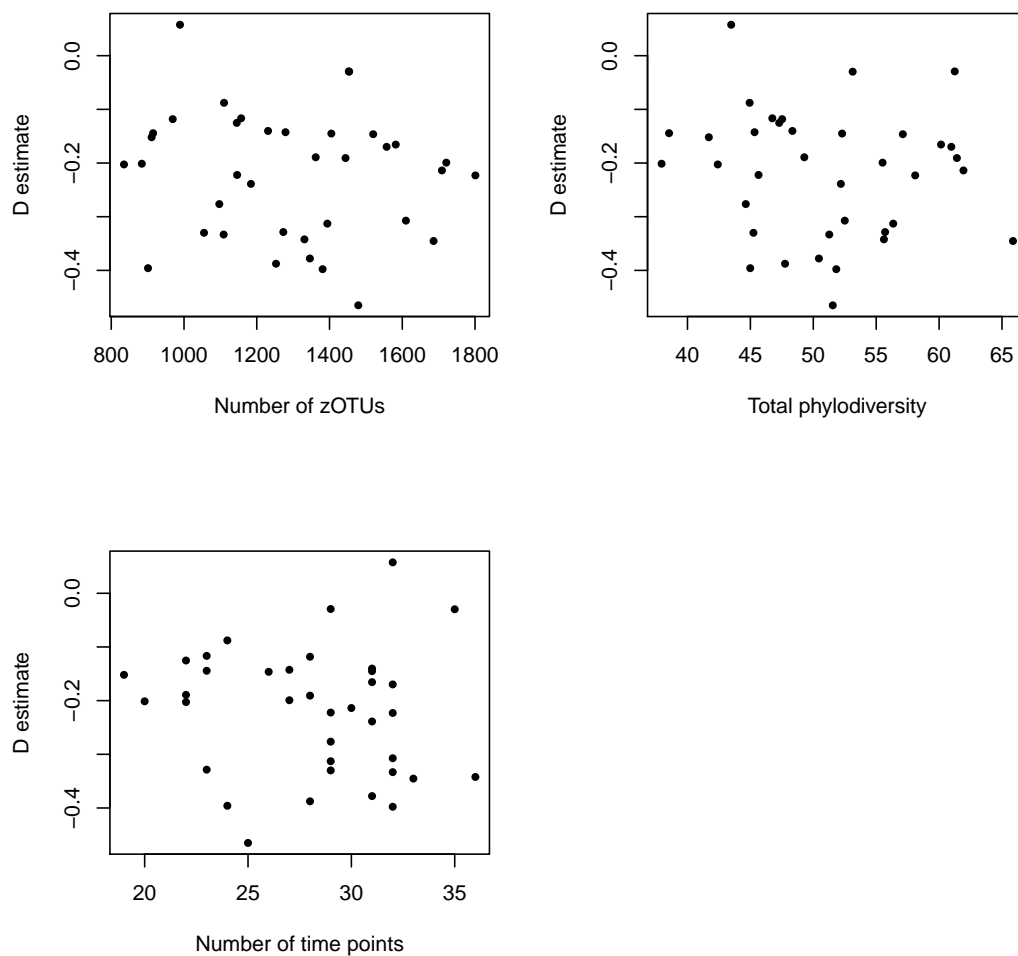 0.0
−0.2
−0.4
D estimate
800 1000 1200 1400 1600 1800
Number of zOTUs
0.0
−0.2
−0.4
D estimate
40 45 50 55 60 65
Total phylodiversity
0.0
−0.2
−0.4
D estimate
20 25 30 35
Number of time points